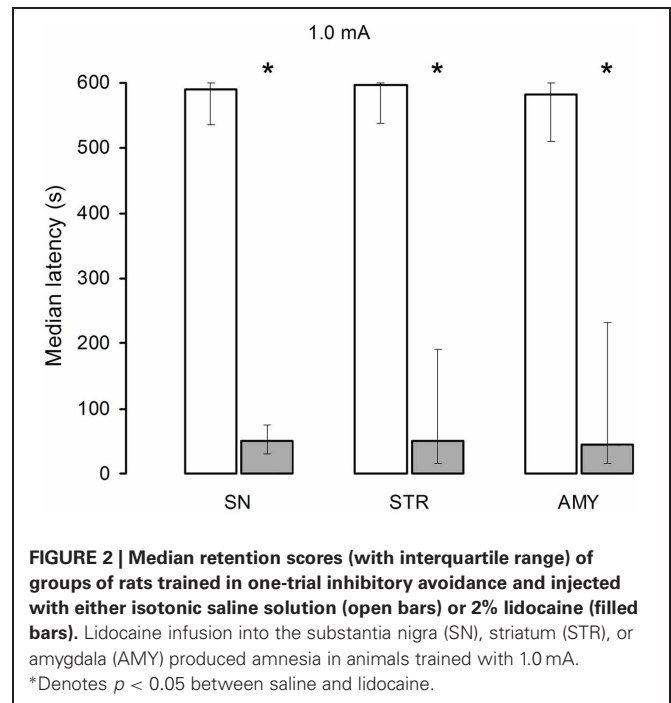 1.0 mA
* * *
600
500
400
300
200
100
0
Median latency (s)
SN STR AMY
FIGURE 2 | Median retention scores (with interquartile range) of
groups of rats trained in one-trial inhibitory avoidance and injected
with either isotonic saline solution (open bars) or 2% lidocaine (filled
bars). Lidocaine infusion into the substantia nigra (SN), striatum (STR), or
amygdala (AMY) produced amnesia in animals trained with 1.0 mA.
*Denotes p < 0.05 between saline and lidocaine.